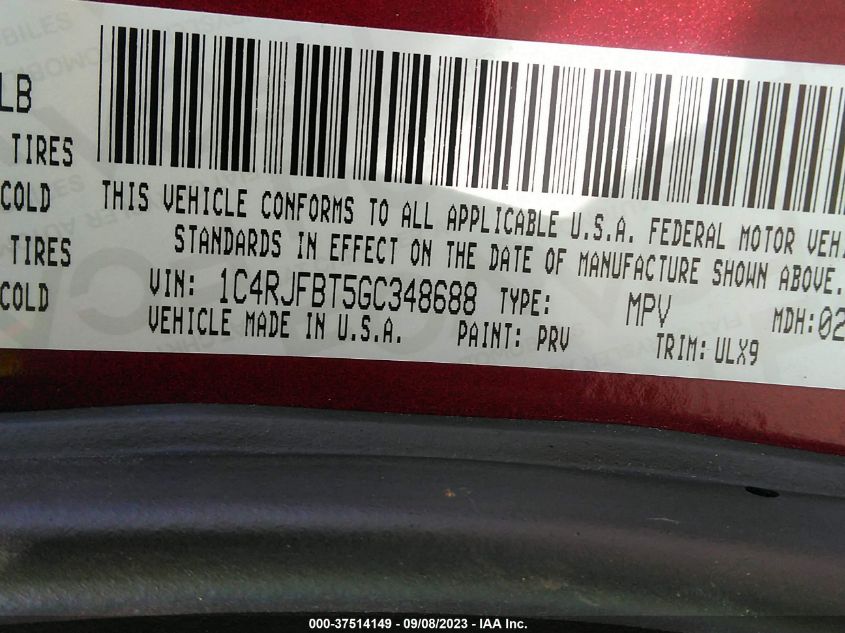 LB
TIRES
COLD
TIRES
COLD
THIS VEHICLE CONFORMS TO ALL APPLICABLE U.S.A. FEDERAL MOTOR VEHI
STANDARDS IN EFFECT ON THE DATE OF MANUFACTURE SHOWN ABOVE.
VIN: 1C4RJFBT5GC348688 TYPE: MPV MDH:02
VEHICLE MADE IN U.S.A. PAINT: PRV TRIM: ULX9
000-37514149 - 09/08/2023 - IAA Inc.